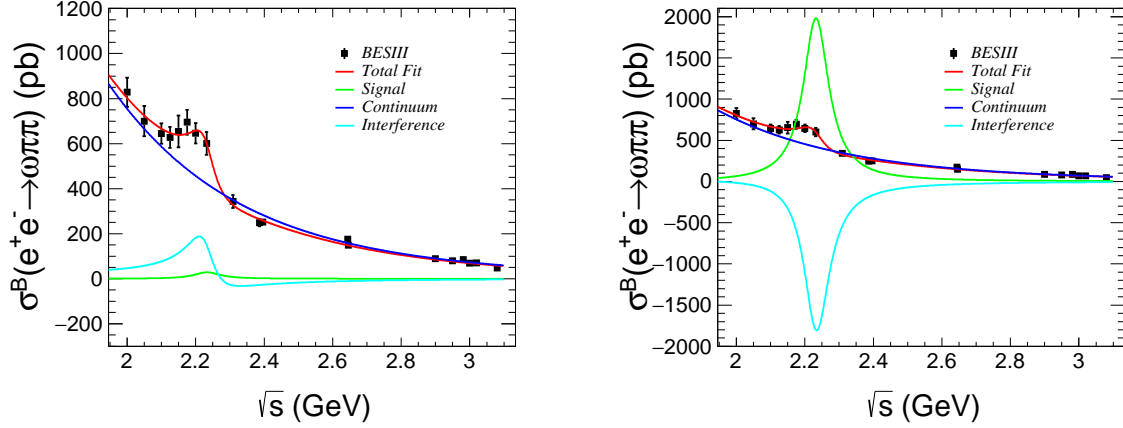 σᴮ(e⁺e⁻→ωππ) (pb)
1200
1000
800
600
400
200
0
−200
BESIII
Total Fit
Signal
Continuum
Interference
2 2.2 2.4 2.6 2.8 3
√s (GeV)
σᴮ(e⁺e⁻→ωππ) (pb)
2000
1500
1000
500
0
−500
−1000
−1500
−2000
BESIII
Total Fit
Signal
Continuum
Interference
2 2.2 2.4 2.6 2.8 3
√s (GeV)